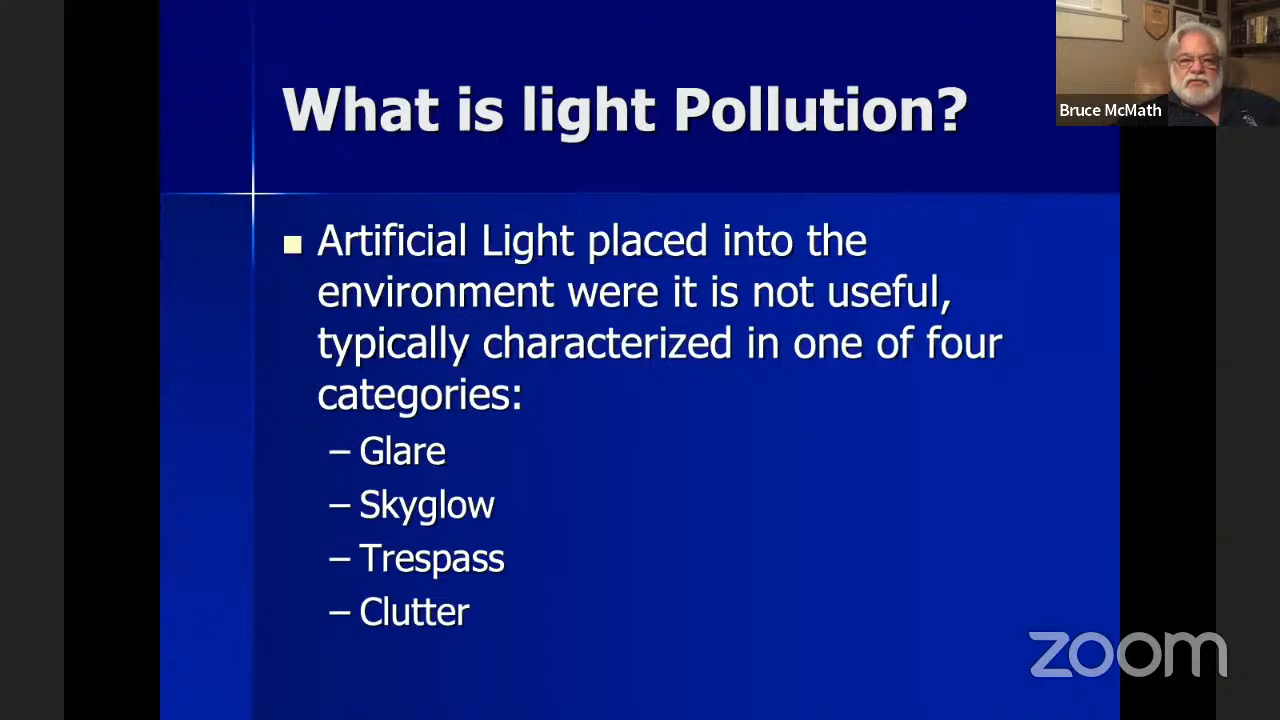 What is light Pollution?
Bruce McMath
Artificial Light placed into the
environment were it is not useful,
typically characterized in one of four
categories:
– Glare
– Skyglow
– Trespass
– Clutter
zoom